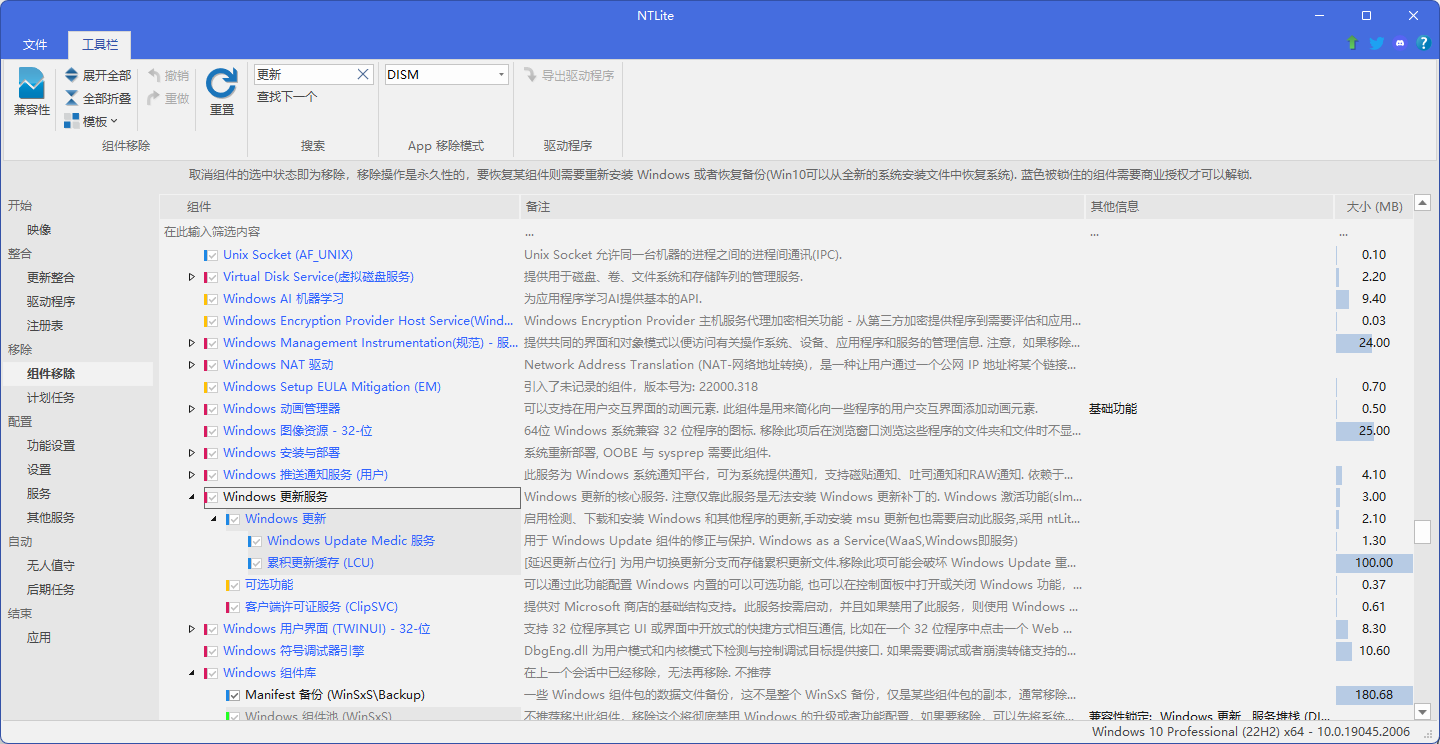 NTLite
文件 工具栏
兼容性
展开全部
全部折叠
模板
撤销
重做
重置
组件移除
更新
查找下一个
搜索
DISM
App 移除模式
导出驱动程序
驱动程序
取消组件的选中状态即为移除，移除操作是永久性的，要恢复某组件则需要重新安装 Windows 或者恢复备份(Win10可以从全新的系统安装文件中恢复系统). 蓝色被锁住的组件需要商业授权才可以解锁.
开始
映像
整合
更新整合
驱动程序
注册表
移除
组件移除
计划任务
配置
功能设置
设置
服务
其他服务
自动
无人值守
后期任务
结束
应用
组件 备注 其他信息 大小 (MB)
在此输入筛选内容 ... ... ...
Unix Socket (AF_UNIX) Unix Socket 允许同一台机器的进程之间的进程间通讯(IPC). 0.10
Virtual Disk Service(虚拟磁盘服务) 提供用于磁盘、卷、文件系统和存储阵列的管理服务. 2.20
Windows AI 机器学习 为应用程序学习AI提供基本的API. 9.40
Windows Encryption Provider Host Service(Wind... Windows Encryption Provider 主机服务代理加密相关功能 - 从第三方加密提供程序到需要评估和应用... 0.03
Windows Management Instrumentation(规范) - 服... 提供共同的界面和对象模式以便访问有关操作系统、设备、应用程序和服务的管理信息. 注意，如果移除... 24.00
Windows NAT 驱动 Network Address Translation (NAT-网络地址转换)，是一种让用户通过一个公网 IP 地址将某个链接...
Windows Setup EULA Mitigation (EM) 引入了未记录的组件，版本号为: 22000.318 0.70
Windows 动画管理器 可以支持在用户交互界面的动画元素. 此组件是用来简化向一些程序的用户交互界面添加动画元素. 基础功能 0.50
Windows 图像资源 - 32-位 64位 Windows 系统兼容 32 位程序的图标. 移除此项后在浏览窗口浏览这些程序的文件夹和文件时不显... 25.00
Windows 安装与部署 系统重新部署, OOBE 与 sysprep 需要此组件.
Windows 推送通知服务 (用户) 此服务为 Windows 系统通知平台，可为系统提供通知，支持磁贴通知、吐司通知和RAW通知. 依赖于... 4.10
Windows 更新服务 Windows 更新的核心服务. 注意仅靠此服务是无法安装 Windows 更新补丁的. Windows 激活功能(slm... 3.00
Windows 更新 启用检测、下载和安装 Windows 和其他程序的更新,手动安装 msu 更新包也需要启动此服务,采用 ntLit... 2.10
Windows Update Medic 服务 用于 Windows Update 组件的修正与保护. Windows as a Service(WaaS,Windows即服务) 1.30
累积更新缓存 (LCU) [延迟更新占位行] 为用户切换更新分支而存储累积更新文件.移除此项可能会破坏 Windows Update 重... 100.00
可选功能 可以通过此功能配置 Windows 内置的可以可选功能, 也可以在控制面板中打开或关闭 Windows 功能，... 0.37
客户端许可证服务 (ClipSVC) 提供对 Microsoft 商店的基础结构支持。此服务按需启动，并且如果禁用了此服务，则使用 Windows ... 0.61
Windows 用户界面 (TWINUI) - 32-位 支持 32 位程序其它 UI 或界面中开放式的快捷方式相互通信, 比如在一个 32 位程序中点击一个 Web ... 8.30
Windows 符号调试器引擎 DbgEng.dll 为用户模式和内核模式下检测与控制调试目标提供接口. 如果需要调试或者崩溃转储支持的... 10.60
Windows 组件库 在上一个会话中已经移除，无法再移除. 不推荐
Manifest 备份 (WinSxS\Backup) 一些 Windows 组件包的数据文件备份，这不是整个 WinSxS 备份，仅是某些组件包的副本，通常移除... 180.68
Windows 组件池 (WinSxS) 不推荐移出此组件，移除这个将彻底禁用 Windows 的升级或者功能配置，如果要移除，可以先将系统... 兼容性锁定: Windows 更新, 服务堆栈 (DI...
Windows 10 Professional (22H2) x64 - 10.0.19045.2006